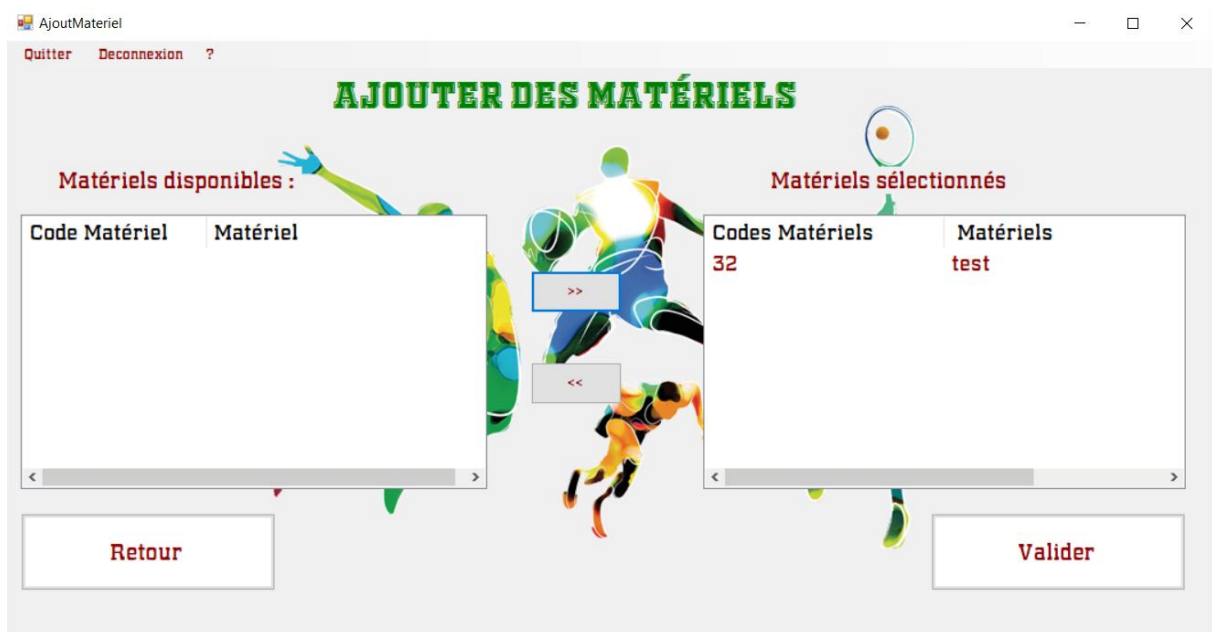 AjoutMateriel
Quitter Deconnexion ?
AJOUTER DES MATÉRIELS
Matériels disponibles :
Matériels sélectionnés
Code Matériel Matériel
Codes Matériels Matériels
32 test
>>
<<
Retour
Valider